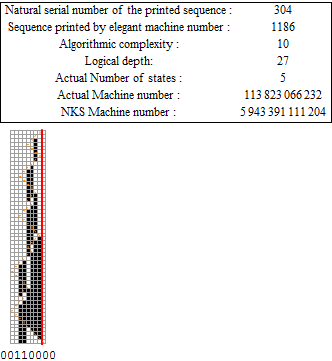 Natural serial number of the printed sequence : 304
Sequence printed by elegant machine number : 1186
Algorithmic complexity : 10
Logical depth: 27
Actual Number of states : 5
Actual Machine number : 113 823 066 232
NKS Machine number : 5 943 391 111 204
00110000